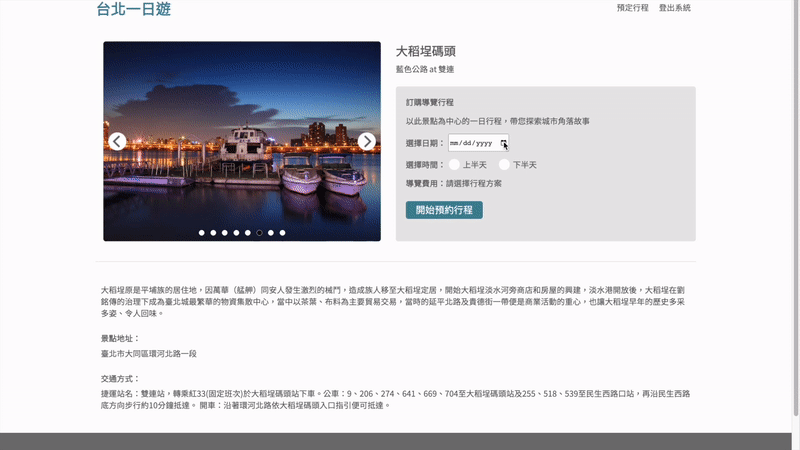 台北一日遊
預定行程 登出系統
大稻埕碼頭
藍色公路 at 雙連
訂購導覽行程
以此景點為中心的一日行程，帶您探索城市角落故事
選擇日期： mm/dd/yyyy
選擇時間： 上半天 下半天
導覽費用：請選擇行程方案
開始預約行程
大稻埕原是平埔族的居住地，因萬華（艋舺）同安人發生激烈的械鬥，造成族人移至大稻埕定居，開始大稻埕淡水河旁商店和房屋的興建，淡水港開放後，大稻埕在劉
銘傳的治理下成為臺北城最繁華的物資集散中心，當中以茶葉、布料為主要貿易交易，當時的延平北路及貴德街一帶便是商業活動的重心，也讓大稻埕早年的歷史多采
多姿、令人回味。
景點地址：
臺北市大同區環河北路一段
交通方式：
捷運站名：雙連站，轉乘紅33(固定班次)於大稻埕碼頭站下車。公車：9、206、274、641、669、704至大稻埕碼頭站及255、518、539至民生西路口站，再沿民生西路
底方向步行約10分鐘抵達。 開車：沿著環河北路依大稻埕碼頭入口指引便可抵達。